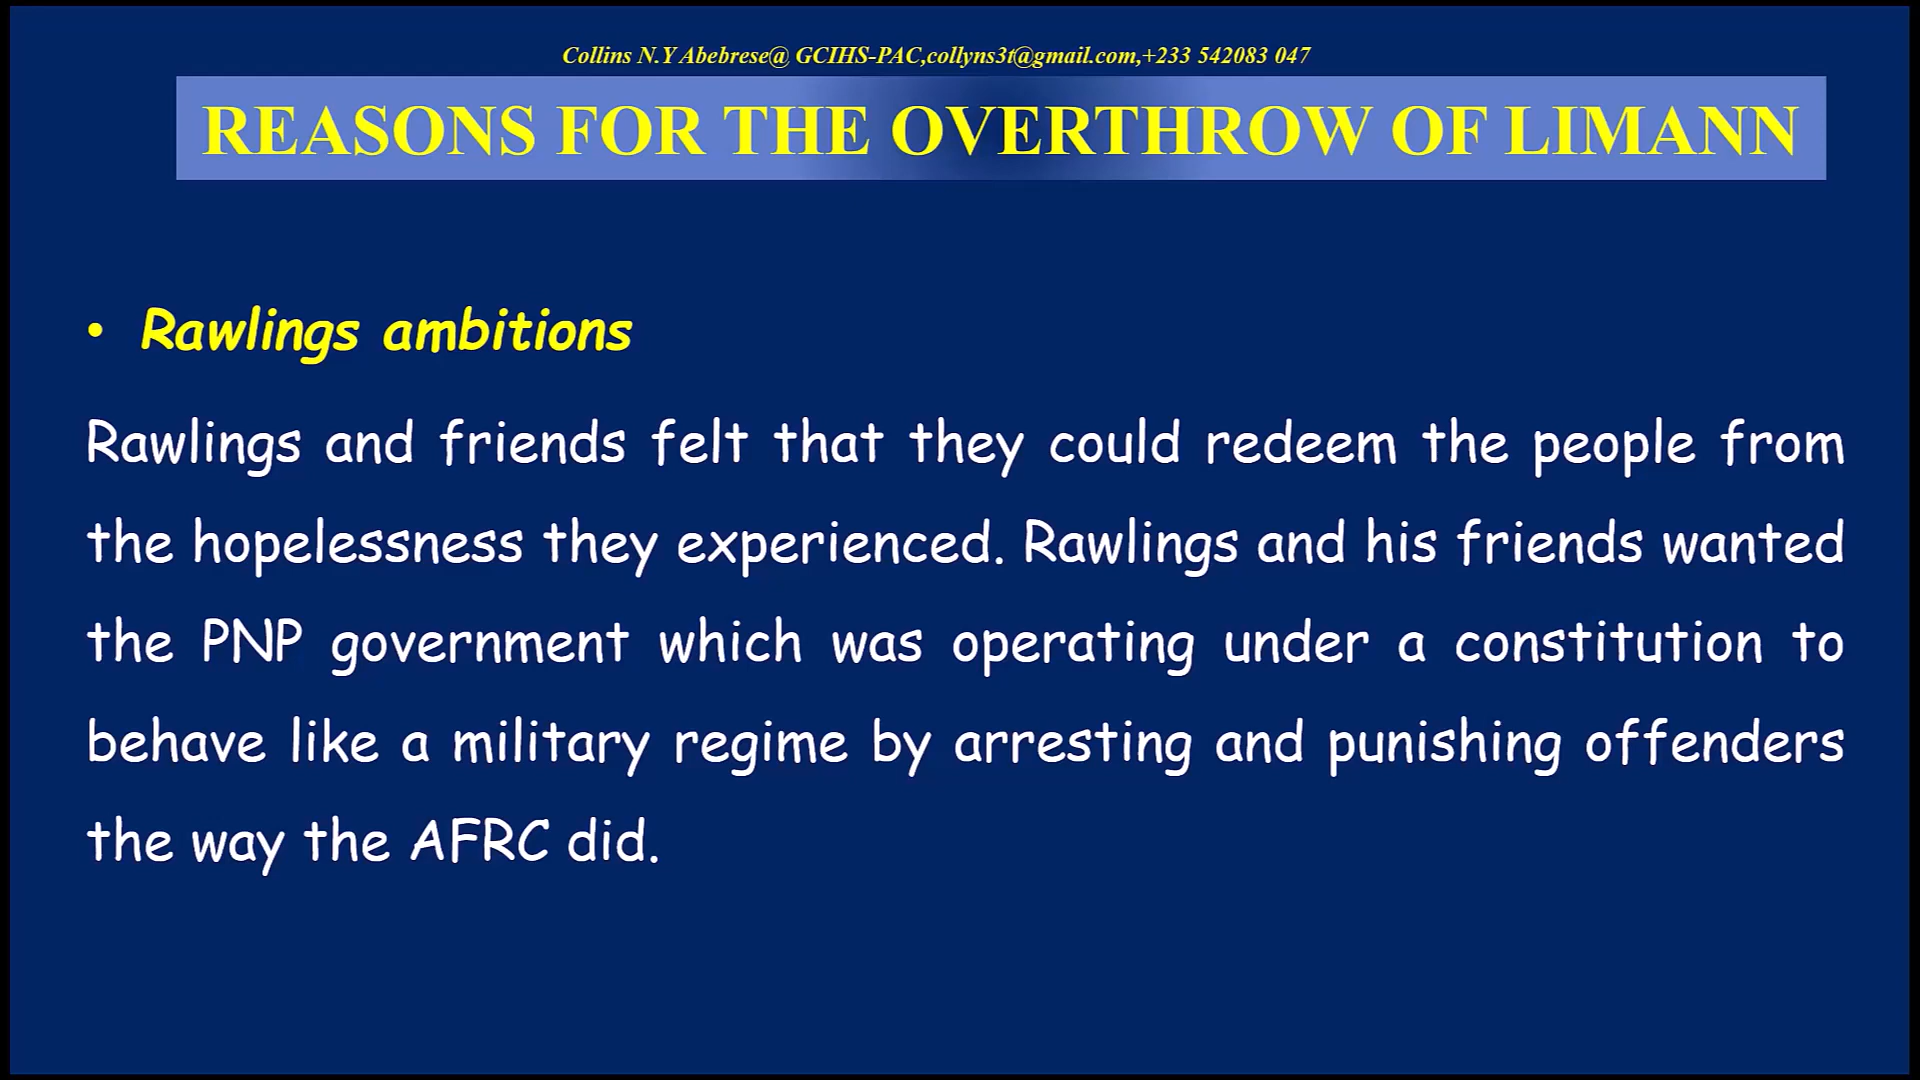 Collins N.Y Abebrese@ GCIHS-PAC,collyns3t@gmail.com,+233 542083 047
REASONS FOR THE OVERTHROW OF LIMANN
• Rawlings ambitions
Rawlings and friends felt that they could redeem the people from
the hopelessness they experienced. Rawlings and his friends wanted
the PNP government which was operating under a constitution to
behave like a military regime by arresting and punishing offenders
the way the AFRC did.